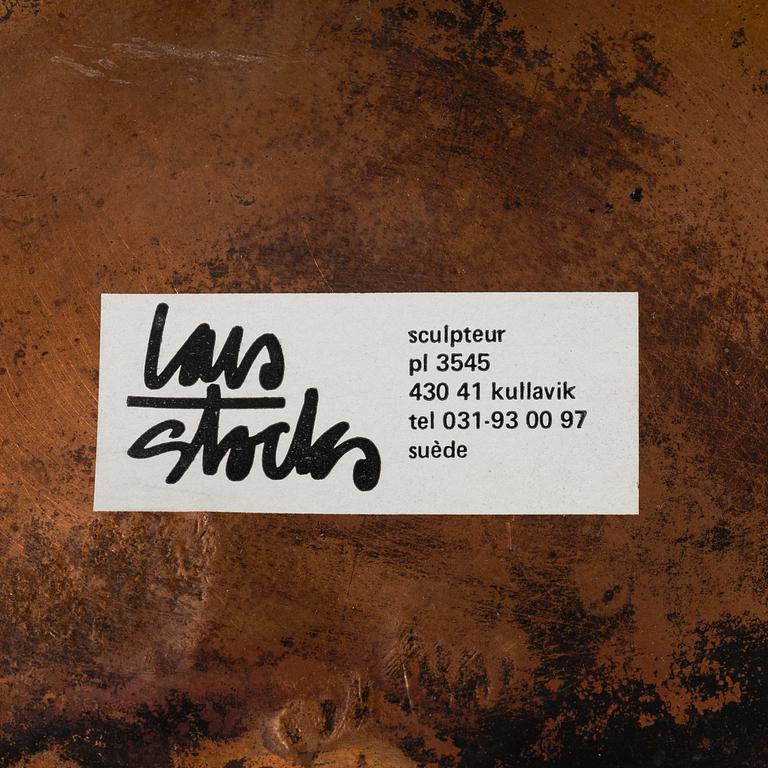 lars
stocks
sculpteur
pl 3545
430 41 kullavik
tel 031-93 00 97
suède